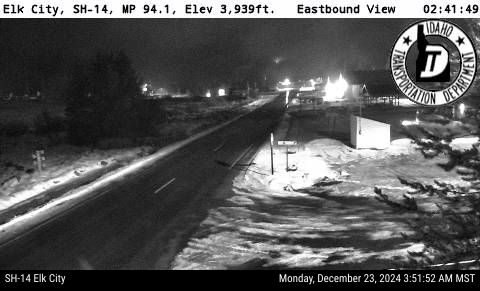 Elk City, SH-14, MP 94.1, Elev 3,939ft. Eastbound View 02:41:49
IDAHO
TRANSPORTATION DEPARTMENT
SH-14 Elk City Monday, December 23, 2024 3:51:52 AM MST